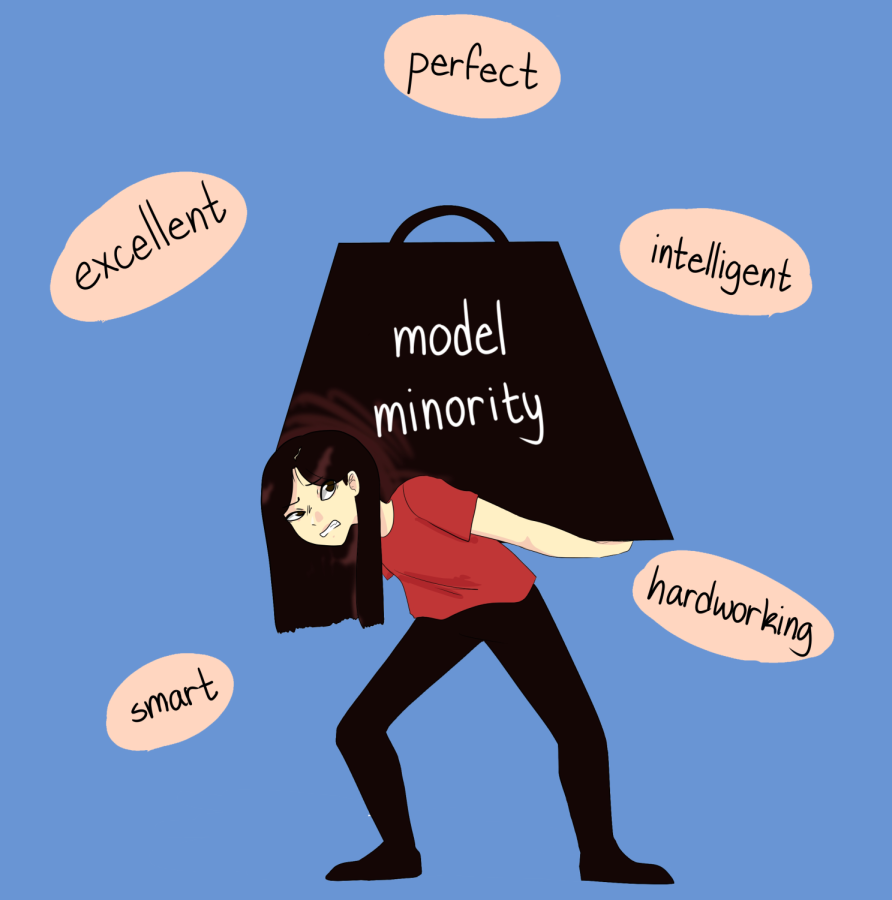 perfect
excellent
intelligent
model
minority
hardworking
smart